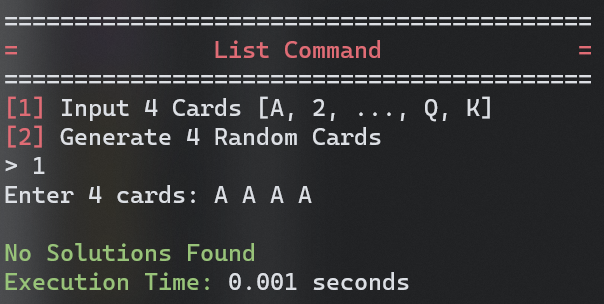 ==========================================
= List Command =
==========================================
[1] Input 4 Cards [A, 2, ..., Q, K]
[2] Generate 4 Random Cards
> 1
Enter 4 cards: A A A A
No Solutions Found
Execution Time: 0.001 seconds